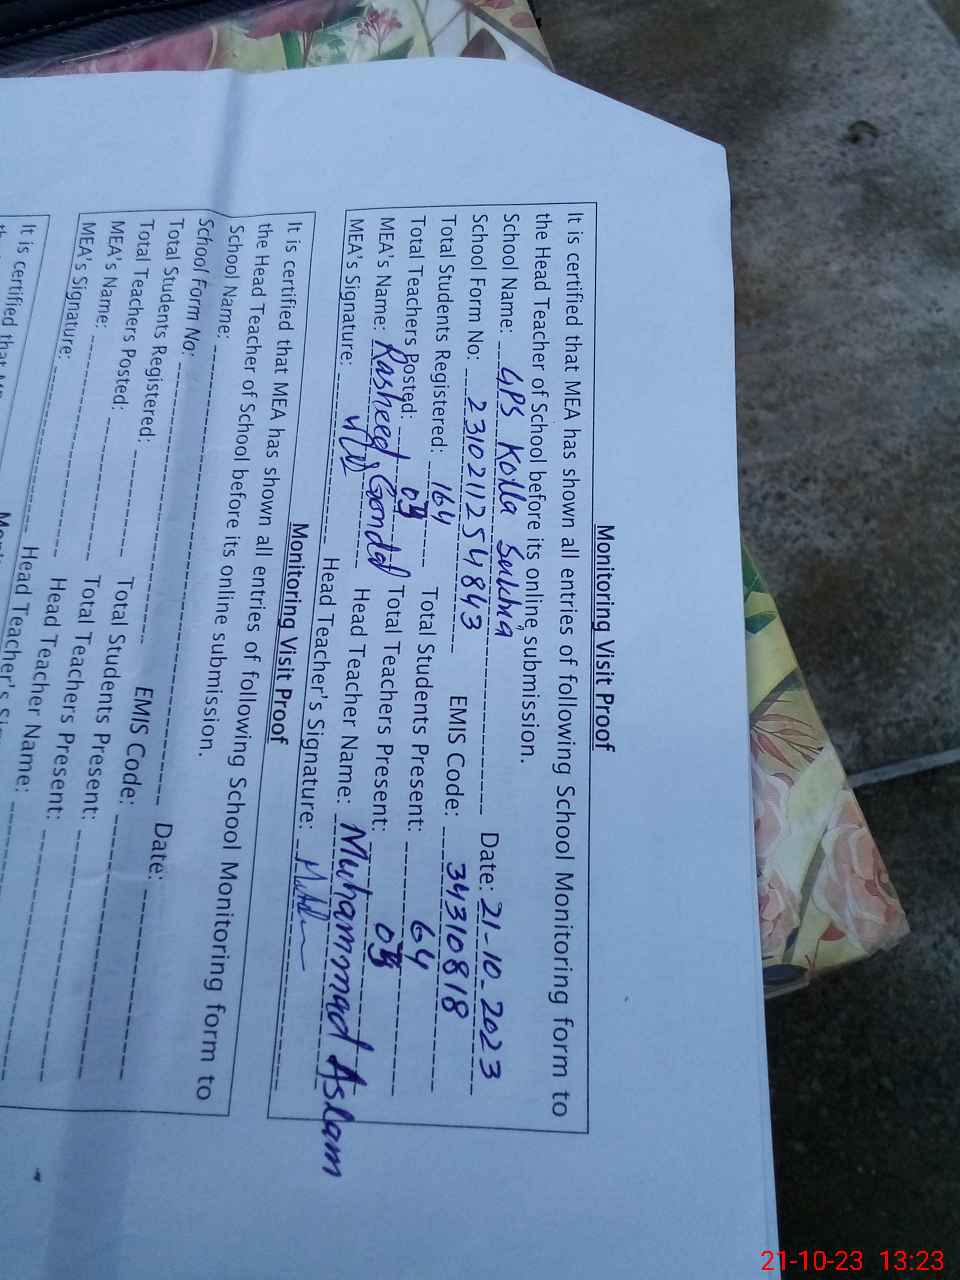 Monitoring Visit Proof
It is certified that MEA has shown all entries of following School Monitoring form to
the Head Teacher of School before its online submission.
School Name: GPS Kolla Sukha Date: 21-10-2023
School Form No: 2310211254843 EMIS Code: 34310818
Total Students Registered: 164 Total Students Present: 64
Total Teachers Posted: Total Teachers Present:
MEA's Name: Rasheed Gondal Head Teacher Name: Muhammad Aslam
MEA's Signature: Head Teacher's Signature:
Monitoring Visit Proof
It is certified that MEA has shown all entries of following School Monitoring form to
the Head Teacher of School before its online submission.
School Name: Date:
School Form No: EMIS Code:
Total Students Registered: Total Students Present:
Total Teachers Posted: Total Teachers Present:
MEA's Name: Head Teacher Name:
MEA's Signature: Head Teacher's
It is certified that
21-10-23 13:23